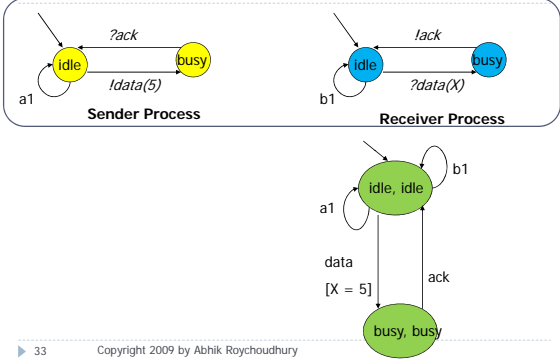 ?ack
idle
busy
!data(5)
a1
Sender Process
!ack
idle
busy
?data(X)
b1
Receiver Process
idle, idle
b1
a1
data
[X = 5]
ack
busy, busy
33 Copyright 2009 by Abhik Roychoudhury